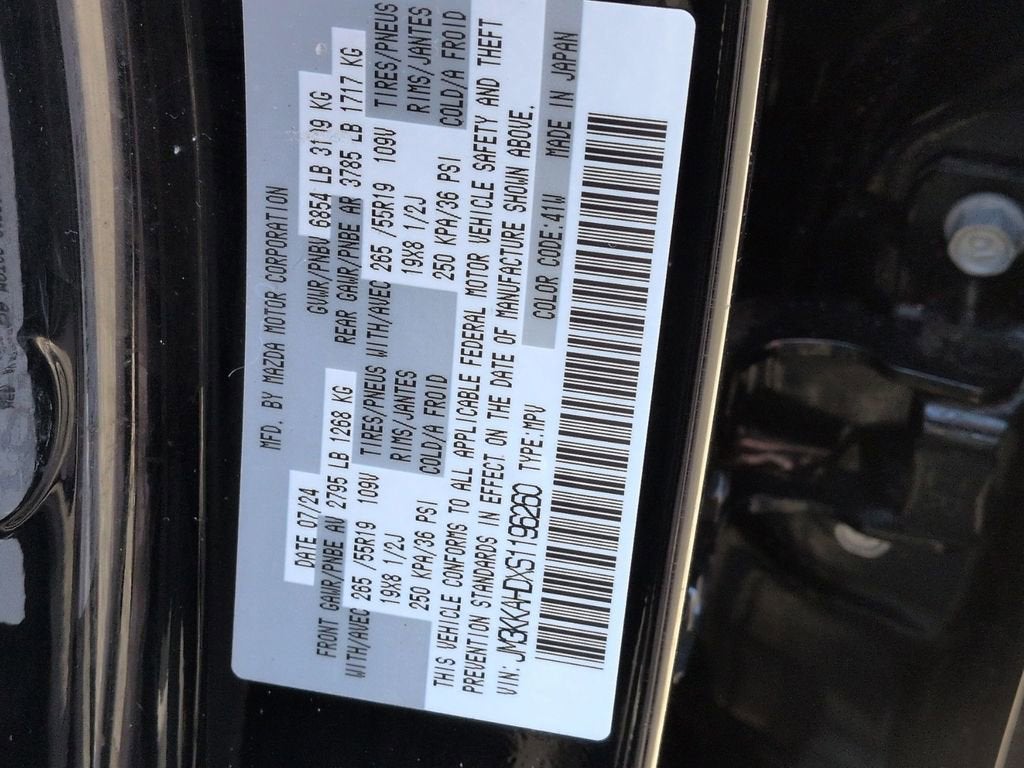 MFD. BY MAZDA MOTOR CORPORATION
DATE 07/24 GVWR/PNBV 6854 LB 3109 KG
FRONT GAWR/PNBE AV 2795 LB 1268 KG REAR GAWR/PNBE AR 3785 LB 1717 KG
WITH/AVEC 265 /55R19 109V TIRES/PNEUS WITH/AVEC 265 /55R19 109V TIRES/PNEUS
19X8 1/2J RIMS/JANTES 19X8 1/2J RIMS/JANTES
250 KPA/36 PSI COLD/A FROID 250 KPA/36 PSI COLD/A FROID
THIS VEHICLE CONFORMS TO ALL APPLICABLE FEDERAL MOTOR VEHICLE SAFETY AND THEFT
PREVENTION STANDARDS IN EFFECT ON THE DATE OF MANUFACTURE SHOWN ABOVE.
VIN: JM3KKAHDXS1196260 TYPE:MPV COLOR CODE:41W MADE IN JAPAN